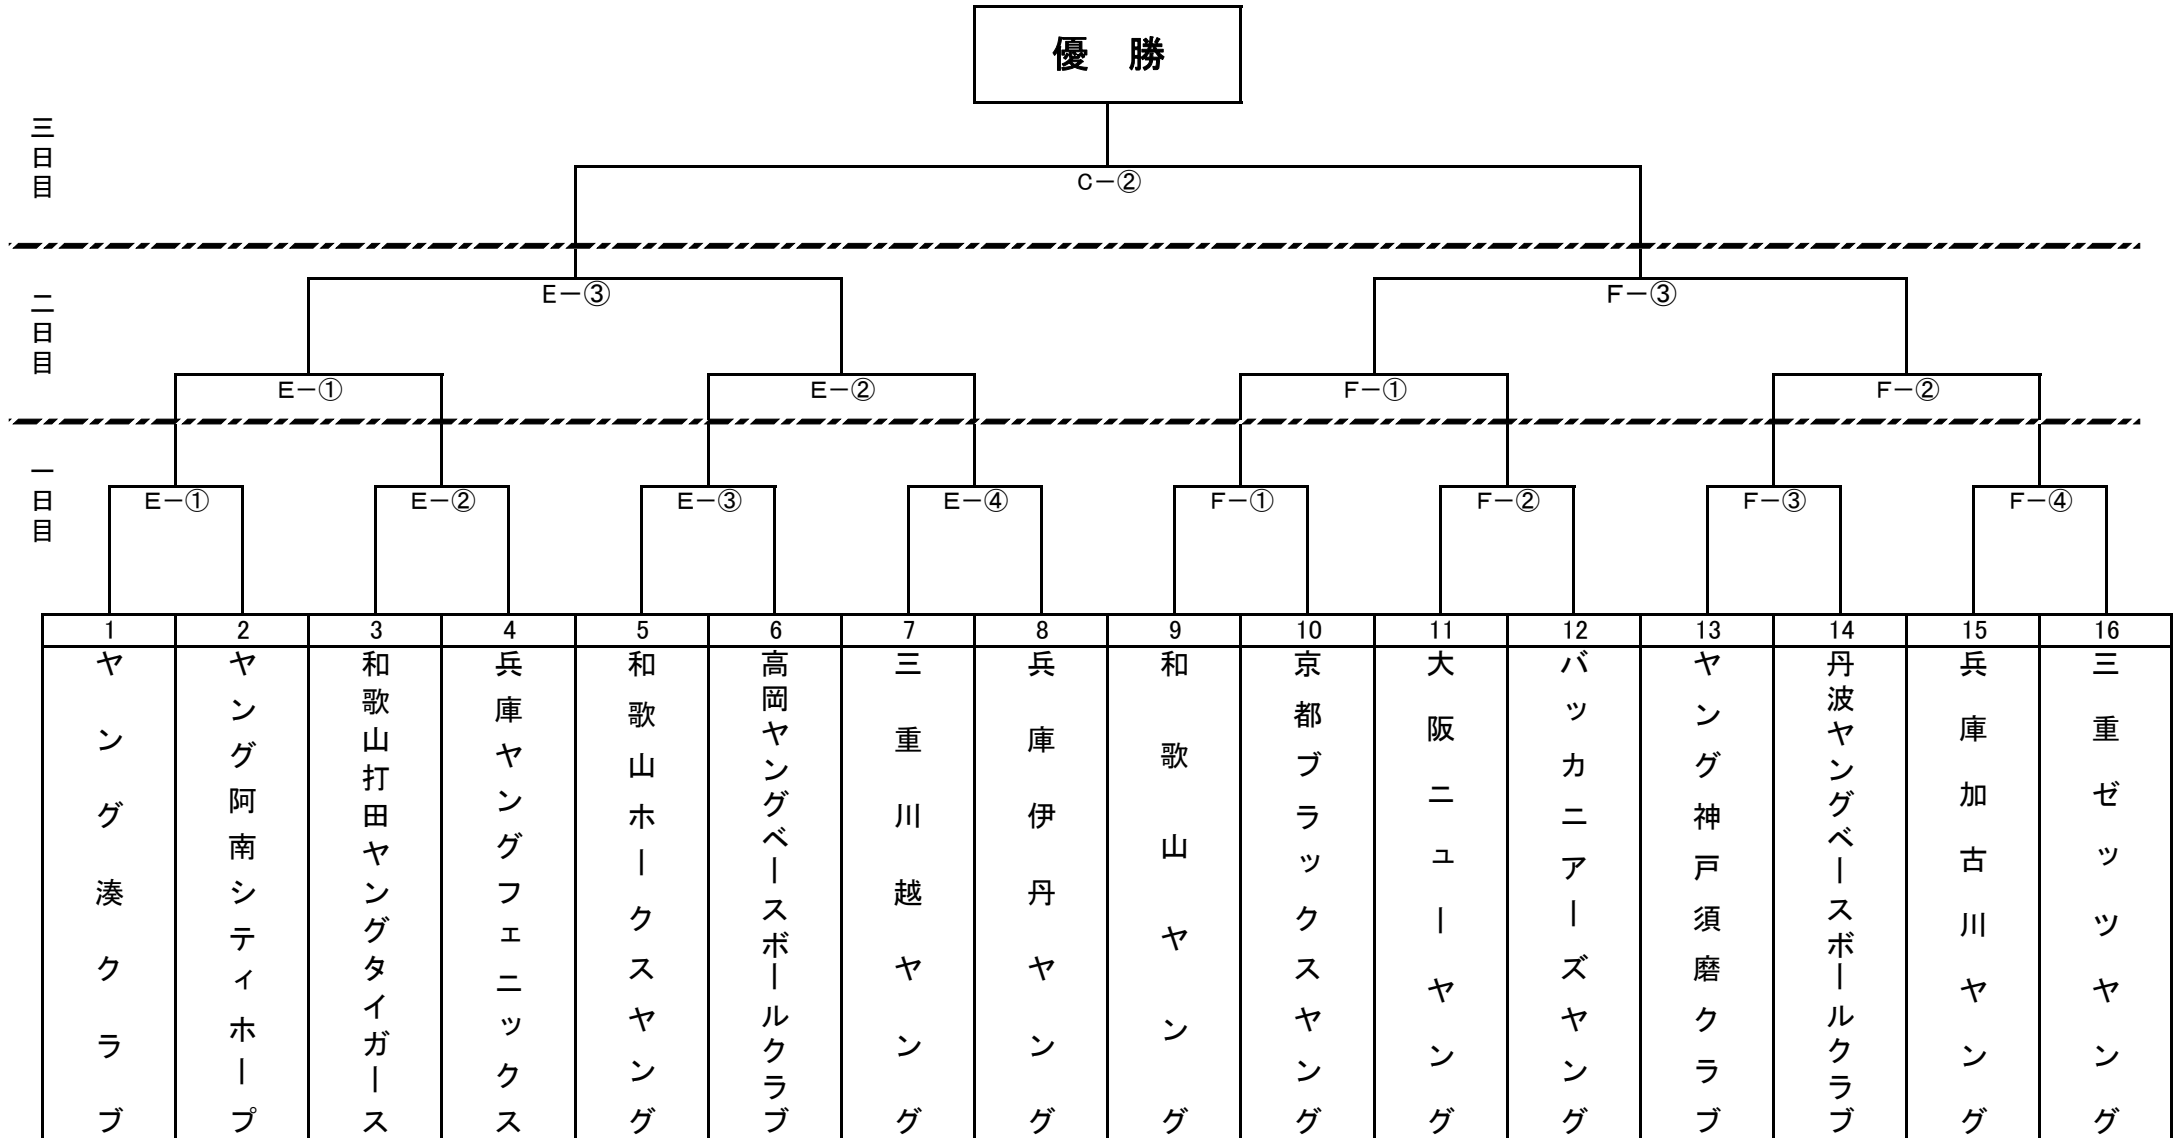 優　勝
三日目
C－②
二日目
E－③
F－③
E－①
E－②
F－①
F－②
一日目
E－①
E－②
E－③
E－④
F－①
F－②
F－③
F－④
1
2
3
4
5
6
7
8
9
10
11
12
13
14
15
16
ヤング湊クラブ
ヤング阿南シティホープ
和歌山打田ヤングタイガース
兵庫ヤングフェニックス
和歌山ホークスヤング
高岡ヤングベースボールクラブ
三重川越ヤング
兵庫伊丹ヤング
和歌山ヤング
京都ブラックスヤング
大阪ニューヤング
バッカニアーズヤング
ヤング神戸須磨クラブ
丹波ヤングベースボールクラブ
兵庫加古川ヤング
三重ゼッツヤング